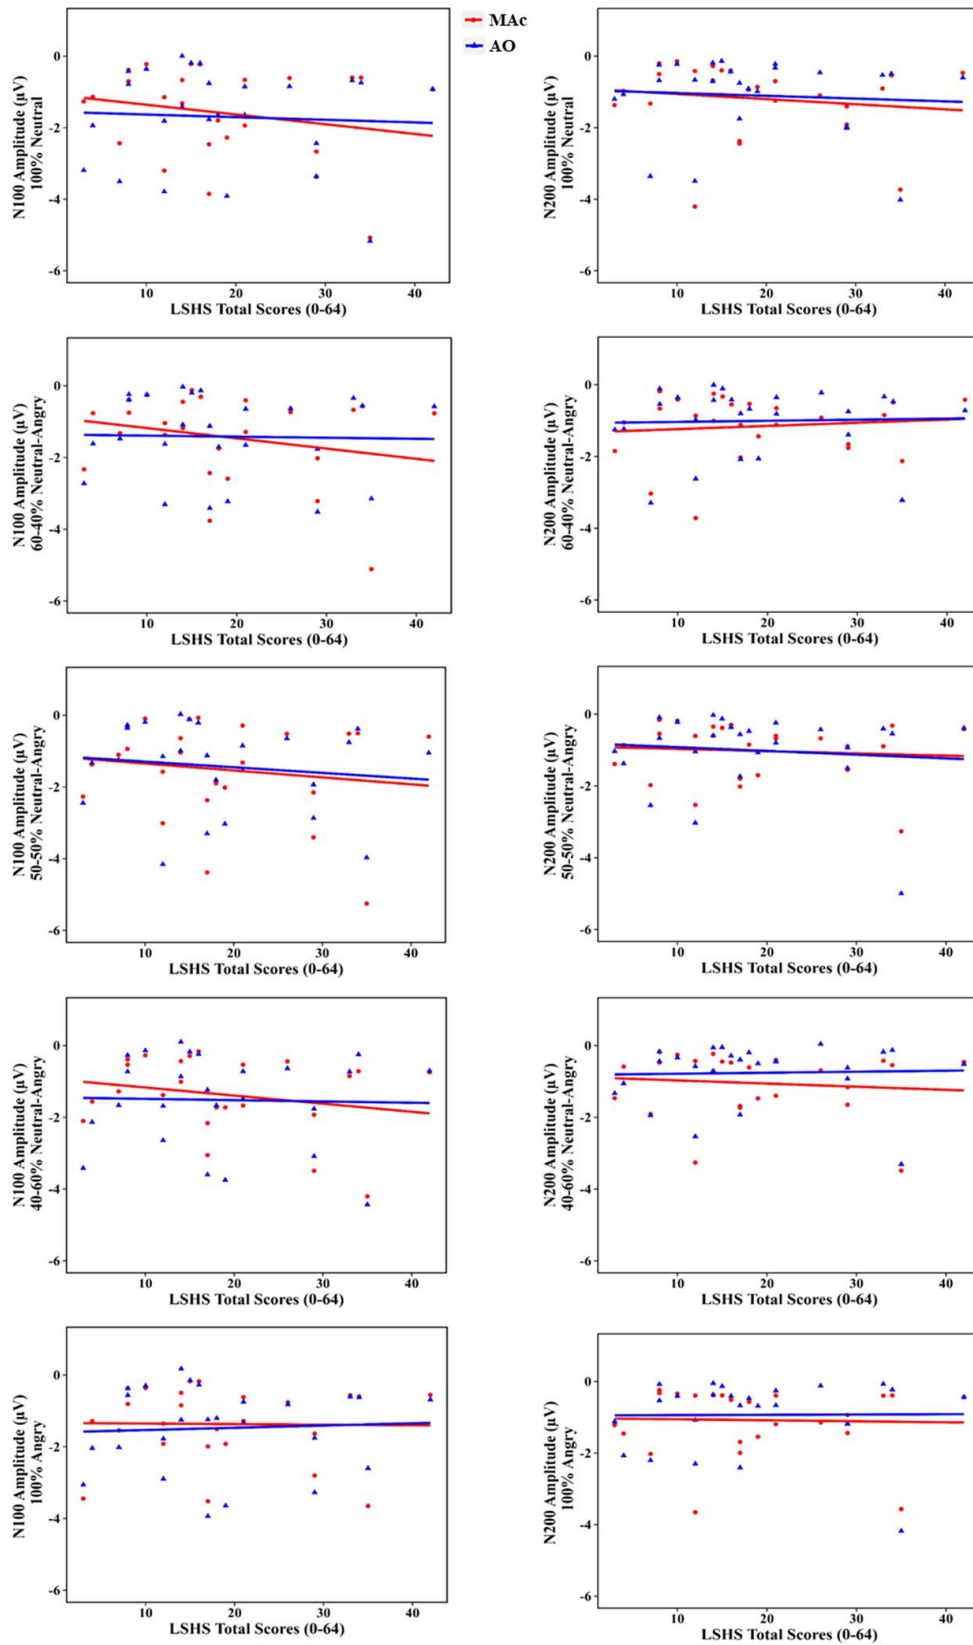 MAc
AO
N100 Amplitude (µV)
100% Neutral
0
-2
-4
-6
10 20 30 40
LSHS Total Scores (0-64)
N200 Amplitude (µV)
100% Neutral
0
-2
-4
-6
10 20 30 40
LSHS Total Scores (0-64)
N100 Amplitude (µV)
60-40% Neutral-Angry
0
-2
-4
-6
10 20 30 40
LSHS Total Scores (0-64)
N200 Amplitude (µV)
60-40% Neutral-Angry
0
-2
-4
-6
10 20 30 40
LSHS Total Scores (0-64)
N100 Amplitude (µV)
50-50% Neutral-Angry
0
-2
-4
-6
10 20 30 40
LSHS Total Scores (0-64)
N200 Amplitude (µV)
50-50% Neutral-Angry
0
-2
-4
-6
10 20 30 40
LSHS Total Scores (0-64)
N100 Amplitude (µV)
40-60% Neutral-Angry
0
-2
-4
-6
10 20 30 40
LSHS Total Scores (0-64)
N200 Amplitude (µV)
40-60% Neutral-Angry
0
-2
-4
-6
10 20 30 40
LSHS Total Scores (0-64)
N100 Amplitude (µV)
100% Angry
0
-2
-4
-6
10 20 30 40
LSHS Total Scores (0-64)
N200 Amplitude (µV)
100% Angry
0
-2
-4
-6
10 20 30 40
LSHS Total Scores (0-64)